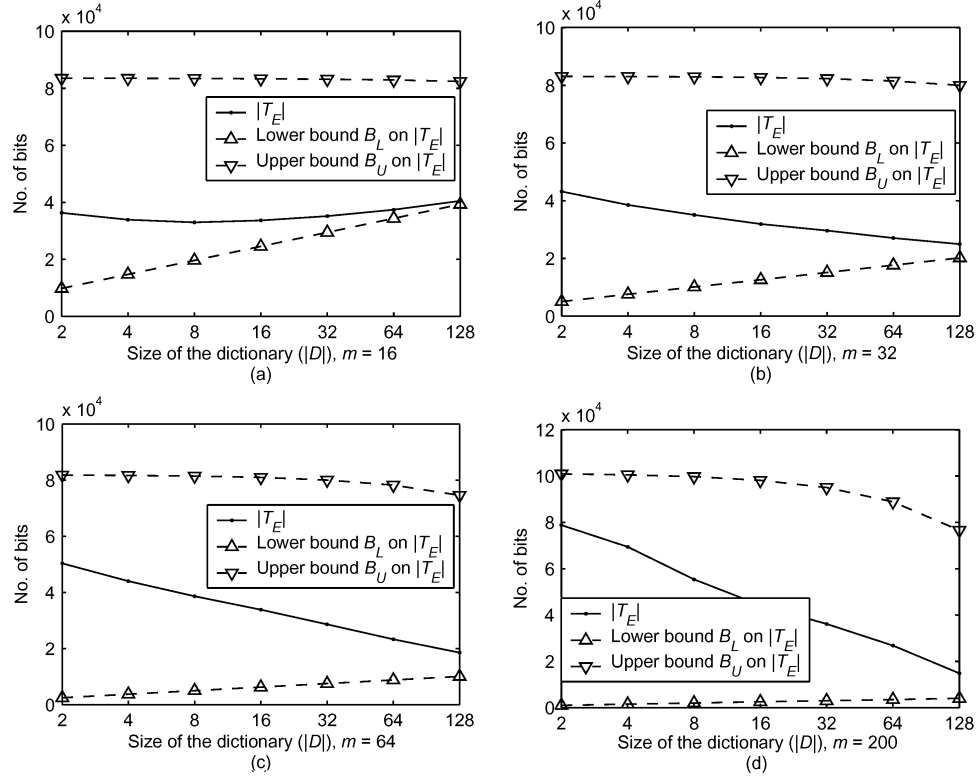 x 10^4
10
8
6
4
2
0
No. of bits
|T_E|
Lower bound B_L on |T_E|
Upper bound B_U on |T_E|
2 4 8 16 32 64 128
Size of the dictionary (|D|), m = 16
(a)
x 10^4
10
8
6
4
2
0
No. of bits
|T_E|
Lower bound B_L on |T_E|
Upper bound B_U on |T_E|
2 4 8 16 32 64 128
Size of the dictionary (|D|), m = 32
(b)
x 10^4
10
8
6
4
2
0
No. of bits
|T_E|
Lower bound B_L on |T_E|
Upper bound B_U on |T_E|
2 4 8 16 32 64 128
Size of the dictionary (|D|), m = 64
(c)
x 10^4
12
10
8
6
4
2
0
No. of bits
|T_E|
Lower bound B_L on |T_E|
Upper bound B_U on |T_E|
2 4 8 16 32 64 128
Size of the dictionary (|D|), m = 200
(d)